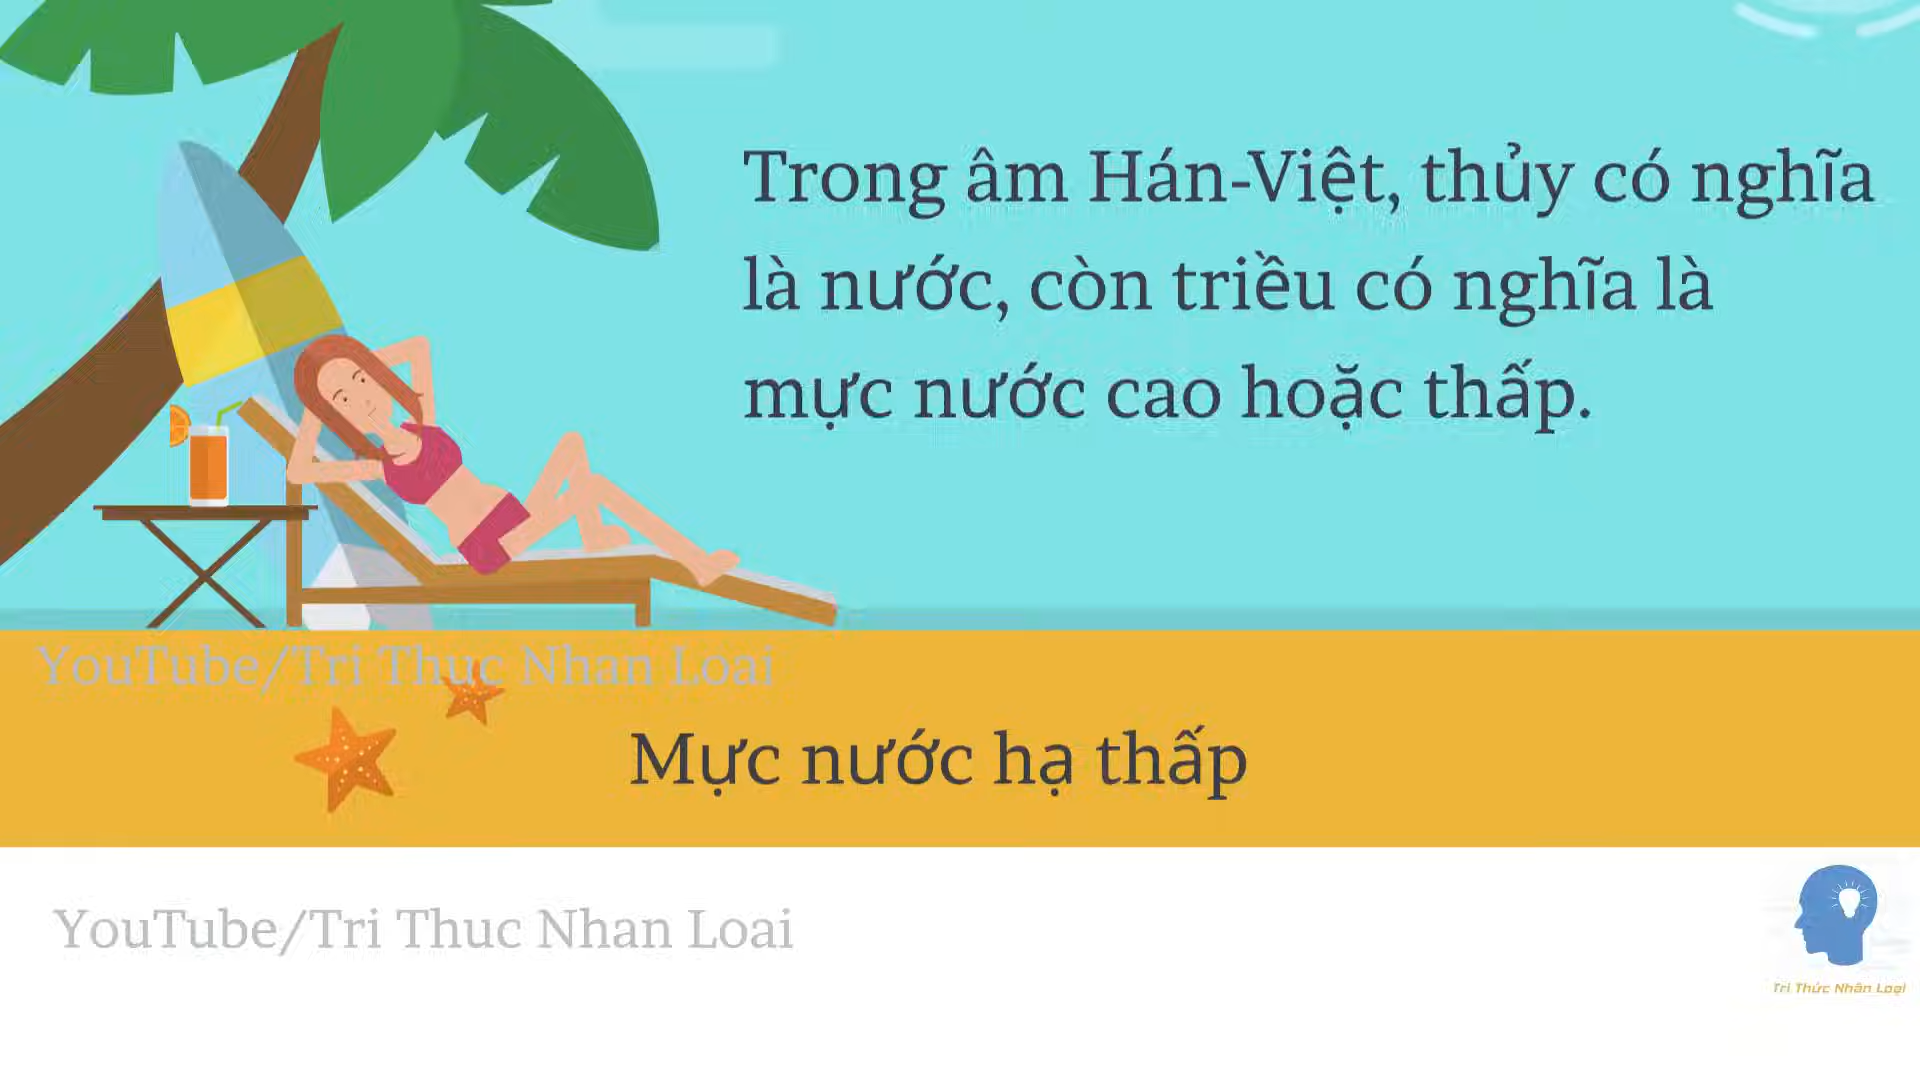 Trong âm Hán-Việt, thủy có nghĩa
là nước, còn triều có nghĩa là
mực nước cao hoặc thấp.
YouTube/Tri Thuc Nhan Loai
Mực nước hạ thấp
YouTube/Tri Thuc Nhan Loai
Tri Thức Nhân Loại